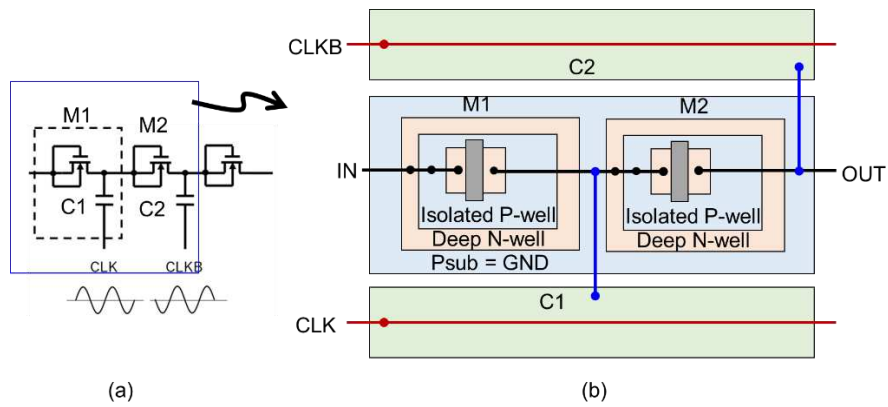 M1
M2
C1
C2
CLK
CLKB
(a)
CLKB
C2
M1
M2
IN
OUT
Isolated P-well
Isolated P-well
Deep N-well
Deep N-well
Psub = GND
C1
CLK
(b)